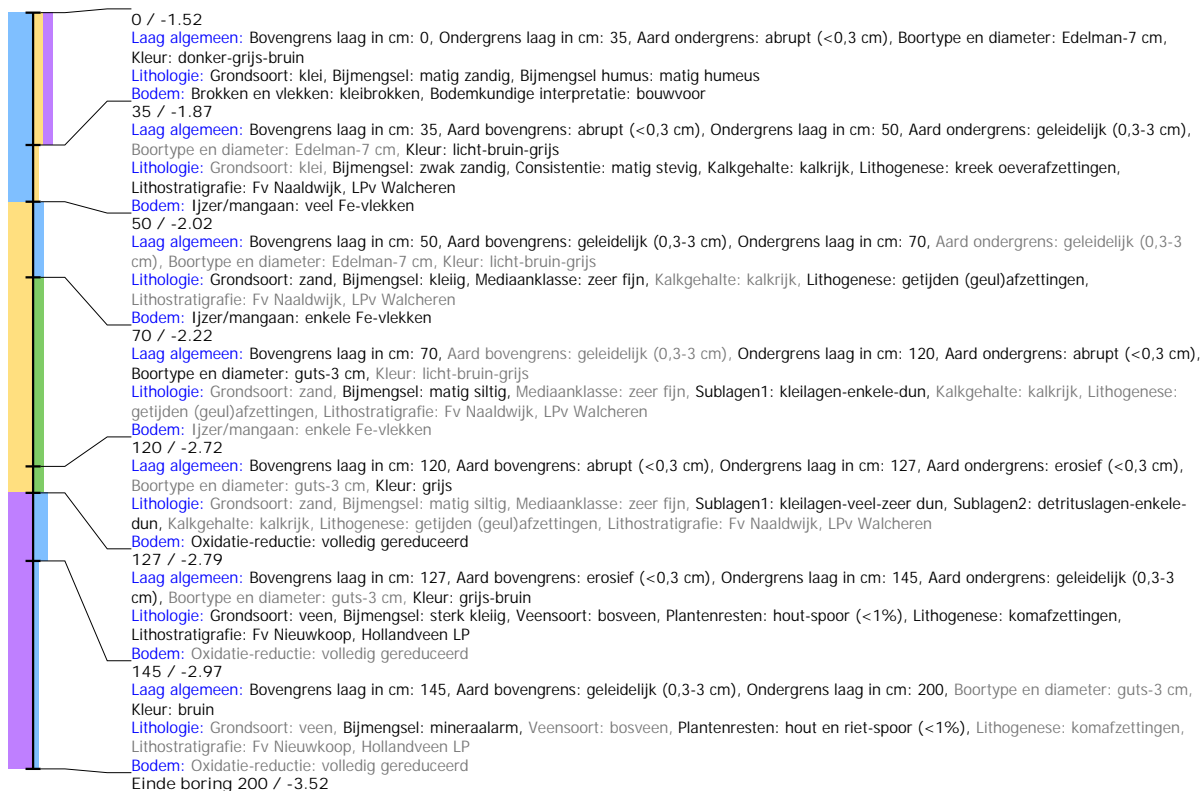 0 / -1.52
Laag algemeen: Bovengrens laag in cm: 0, Ondergrens laag in cm: 35, Aard ondergrens: abrupt (<0,3 cm), Boortype en diameter: Edelman-7 cm,
Kleur: donker-grijs-bruin
Lithologie: Grondsoort: klei, Bijmengsel: matig zandig, Bijmengsel humus: matig humeus
Bodem: Brokken en vlekken: kleibrokken, Bodemkundige interpretatie: bouwvoor
35 / -1.87
Laag algemeen: Bovengrens laag in cm: 35, Aard bovengrens: abrupt (<0,3 cm), Ondergrens laag in cm: 50, Aard ondergrens: geleidelijk (0,3-3 cm),
Boortype en diameter: Edelman-7 cm, Kleur: licht-bruin-grijs
Lithologie: Grondsoort: klei, Bijmengsel: zwak zandig, Consistentie: matig stevig, Kalkgehalte: kalkrijk, Lithogenese: kreek oeverafzettingen,
Lithostratigrafie: Fv Naaldwijk, LPv Walcheren
Bodem: Ijzer/mangaan: veel Fe-vlekken
50 / -2.02
Laag algemeen: Bovengrens laag in cm: 50, Aard bovengrens: geleidelijk (0,3-3 cm), Ondergrens laag in cm: 70, Aard ondergrens: geleidelijk (0,3-3
cm), Boortype en diameter: Edelman-7 cm, Kleur: licht-bruin-grijs
Lithologie: Grondsoort: zand, Bijmengsel: kleiig, Mediaanklasse: zeer fijn, Kalkgehalte: kalkrijk, Lithogenese: getijden (geul)afzettingen,
Lithostratigrafie: Fv Naaldwijk, LPv Walcheren
Bodem: Ijzer/mangaan: enkele Fe-vlekken
70 / -2.22
Laag algemeen: Bovengrens laag in cm: 70, Aard bovengrens: geleidelijk (0,3-3 cm), Ondergrens laag in cm: 120, Aard ondergrens: abrupt (<0,3 cm),
Boortype en diameter: guts-3 cm, Kleur: licht-bruin-grijs
Lithologie: Grondsoort: zand, Bijmengsel: matig siltig, Mediaanklasse: zeer fijn, Sublagen1: kleilagen-enkele-dun, Kalkgehalte: kalkrijk, Lithogenese:
getijden (geul)afzettingen, Lithostratigrafie: Fv Naaldwijk, LPv Walcheren
Bodem: Ijzer/mangaan: enkele Fe-vlekken
120 / -2.72
Laag algemeen: Bovengrens laag in cm: 120, Aard bovengrens: abrupt (<0,3 cm), Ondergrens laag in cm: 127, Aard ondergrens: erosief (<0,3 cm),
Boortype en diameter: guts-3 cm, Kleur: grijs
Lithologie: Grondsoort: zand, Bijmengsel: matig siltig, Mediaanklasse: zeer fijn, Sublagen1: kleilagen-veel-zeer dun, Sublagen2: detrituslagen-enkele-
dun, Kalkgehalte: kalkrijk, Lithogenese: getijden (geul)afzettingen, Lithostratigrafie: Fv Naaldwijk, LPv Walcheren
Bodem: Oxidatie-reductie: volledig gereduceerd
127 / -2.79
Laag algemeen: Bovengrens laag in cm: 127, Aard bovengrens: erosief (<0,3 cm), Ondergrens laag in cm: 145, Aard ondergrens: geleidelijk (0,3-3
cm), Boortype en diameter: guts-3 cm, Kleur: grijs-bruin
Lithologie: Grondsoort: veen, Bijmengsel: sterk kleiig, Veensoort: bosveen, Plantenresten: hout-spoor (<1%), Lithogenese: komafzettingen,
Lithostratigrafie: Fv Nieuwkoop, Hollandveen LP
Bodem: Oxidatie-reductie: volledig gereduceerd
145 / -2.97
Laag algemeen: Bovengrens laag in cm: 145, Aard bovengrens: geleidelijk (0,3-3 cm), Ondergrens laag in cm: 200, Boortype en diameter: guts-3 cm,
Kleur: bruin
Lithologie: Grondsoort: veen, Bijmengsel: mineraalarm, Veensoort: bosveen, Plantenresten: hout en riet-spoor (<1%), Lithogenese: komafzettingen,
Lithostratigrafie: Fv Nieuwkoop, Hollandveen LP
Bodem: Oxidatie-reductie: volledig gereduceerd
Einde boring 200 / -3.52